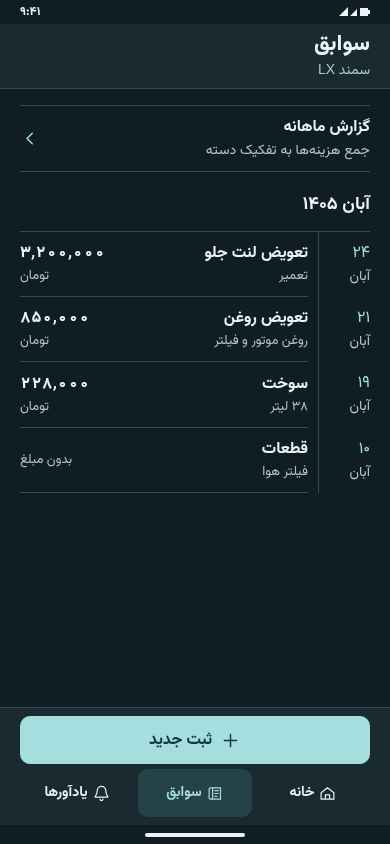 ۹:۴۱
سوابق
سمند LX
گزارش ماهانه
جمع هزینه‌ها به تفکیک دسته
آبان ۱۴۰۵
۲۴ آبان
تعویض لنت جلو
تعمیر
۳,۲۰۰,۰۰۰
تومان
۲۱ آبان
تعویض روغن
روغن موتور و فیلتر
۸۵۰,۰۰۰
تومان
۱۹ آبان
سوخت
۳۸ لیتر
۲۲۸,۰۰۰
تومان
۱۰ آبان
قطعات
فیلتر هوا
بدون مبلغ
ثبت جدید
خانه
سوابق
یادآورها